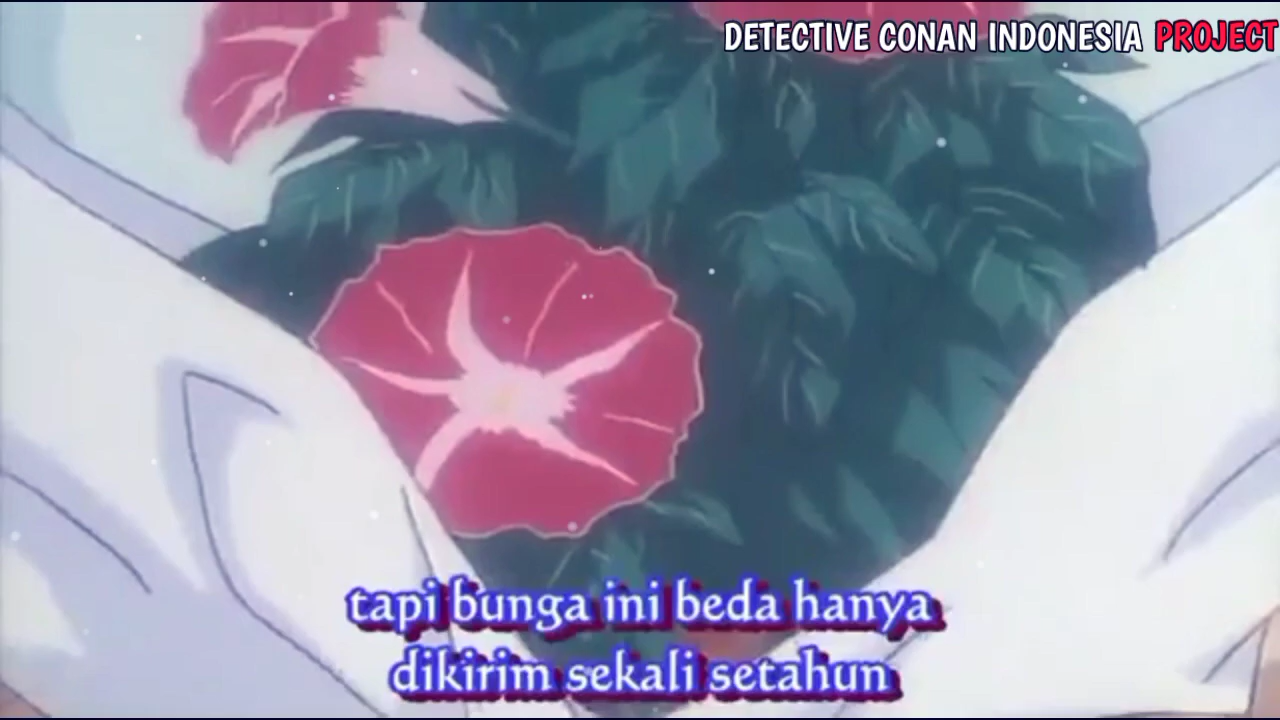 DETECTIVE CONAN INDONESIA PROJECT
tapi bunga ini beda hanya
dikirim sekali setahun